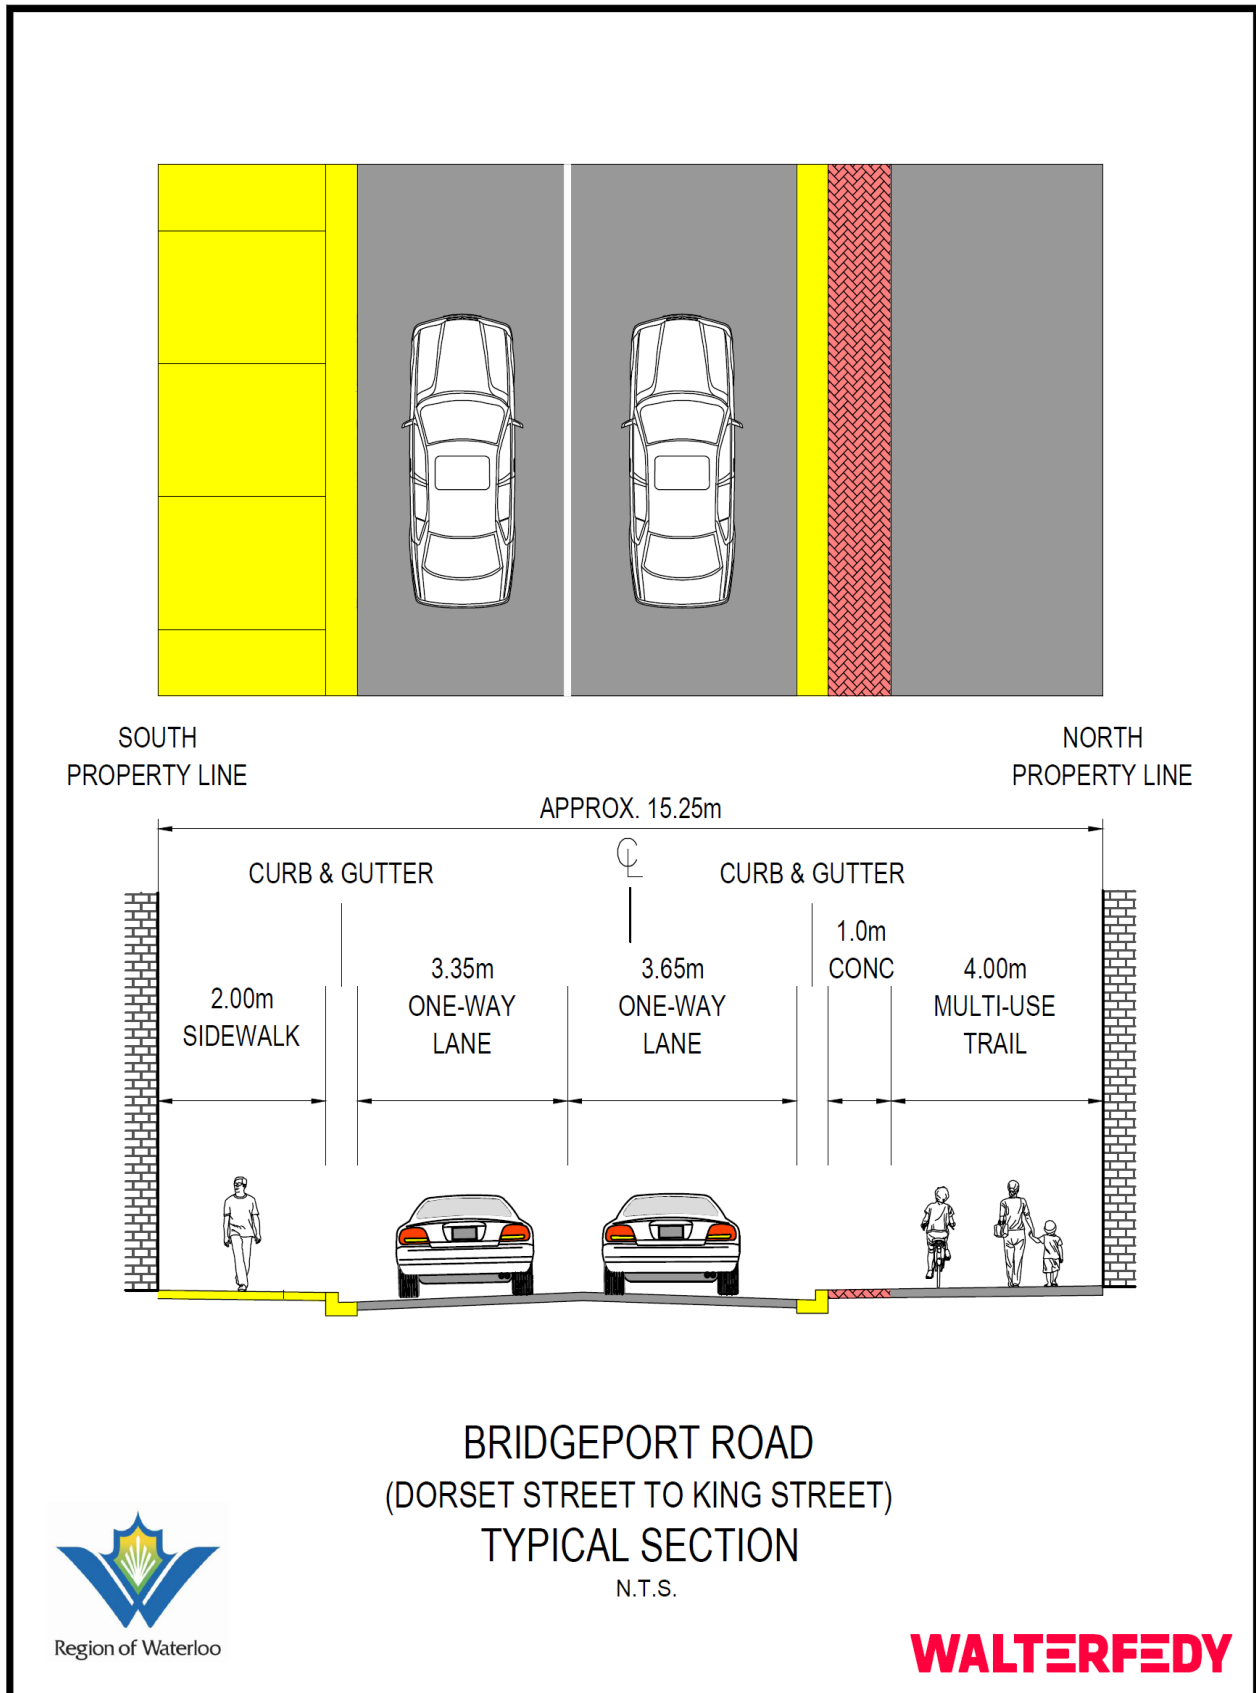 SOUTH
PROPERTY LINE
NORTH
PROPERTY LINE
APPROX. 15.25m
CL
CURB & GUTTER
CURB & GUTTER
2.00m
SIDEWALK
3.35m
ONE-WAY
LANE
3.65m
ONE-WAY
LANE
1.0m
CONC
4.00m
MULTI-USE
TRAIL
BRIDGEPORT ROAD
(DORSET STREET TO KING STREET)
TYPICAL SECTION
N.T.S.
Region of Waterloo
WALTERFEDY